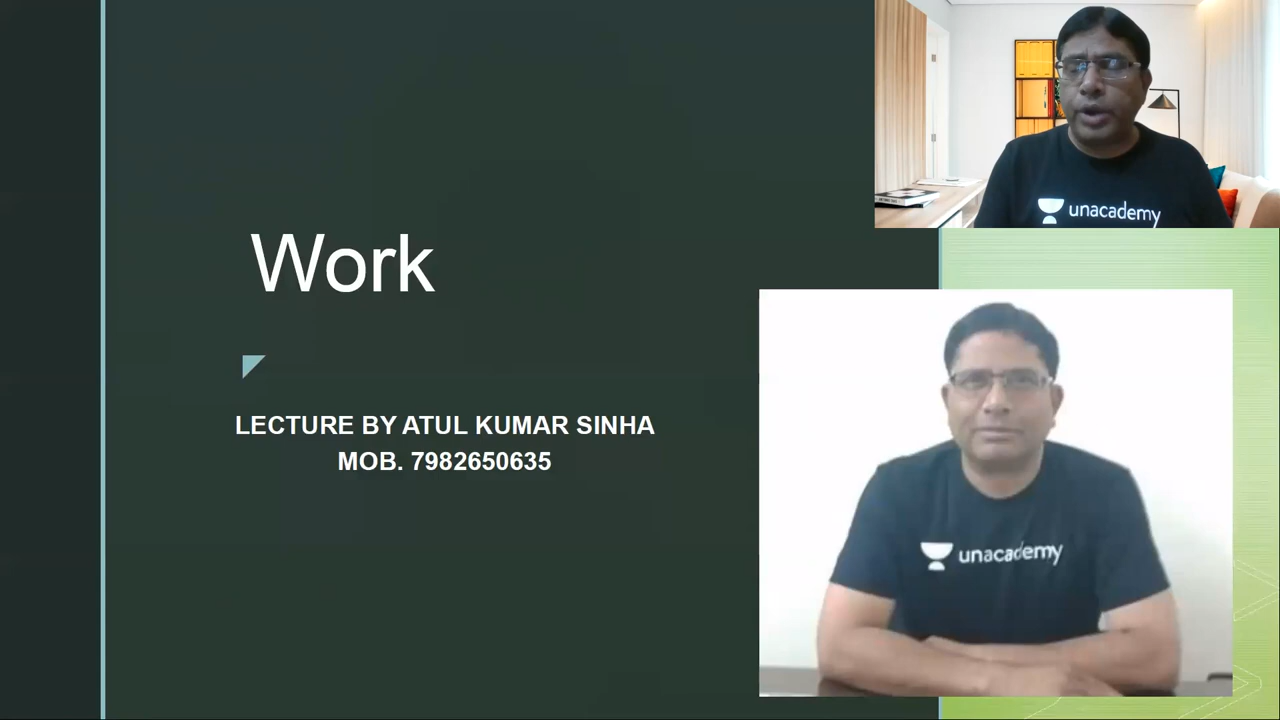 unacademy
Work
LECTURE BY ATUL KUMAR SINHA
MOB. 7982650635
unacademy